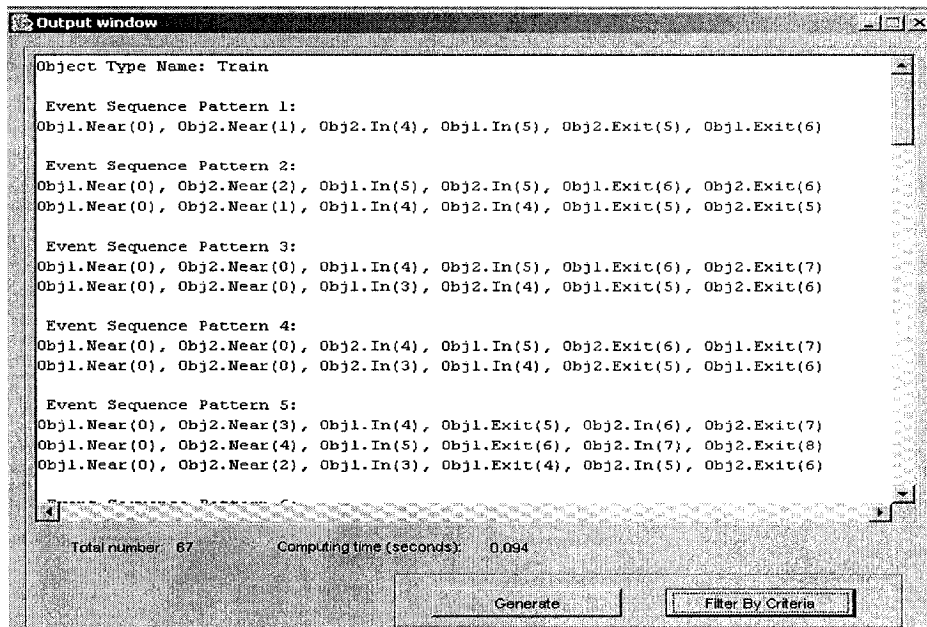 Output window
Object Type Name: Train
Event Sequence Pattern 1:
Obj1.Near(0), Obj2.Near(1), Obj2.In(4), Obj1.In(5), Obj2.Exit(5), Obj1.Exit(6)
Event Sequence Pattern 2:
Obj1.Near(0), Obj2.Near(2), Obj1.In(5), Obj2.In(5), Obj1.Exit(6), Obj2.Exit(6)
Obj1.Near(0), Obj2.Near(1), Obj1.In(4), Obj2.In(4), Obj1.Exit(5), Obj2.Exit(5)
Event Sequence Pattern 3:
Obj1.Near(0), Obj2.Near(0), Obj1.In(4), Obj2.In(5), Obj1.Exit(6), Obj2.Exit(7)
Obj1.Near(0), Obj2.Near(0), Obj1.In(3), Obj2.In(4), Obj1.Exit(5), Obj2.Exit(6)
Event Sequence Pattern 4:
Obj1.Near(0), Obj2.Near(0), Obj2.In(4), Obj1.In(5), Obj2.Exit(6), Obj1.Exit(7)
Obj1.Near(0), Obj2.Near(0), Obj2.In(3), Obj1.In(4), Obj2.Exit(5), Obj1.Exit(6)
Event Sequence Pattern 5:
Obj1.Near(0), Obj2.Near(3), Obj1.In(4), Obj1.Exit(5), Obj2.In(6), Obj2.Exit(7)
Obj1.Near(0), Obj2.Near(4), Obj1.In(5), Obj1.Exit(6), Obj2.In(7), Obj2.Exit(8)
Obj1.Near(0), Obj2.Near(2), Obj1.In(3), Obj1.Exit(4), Obj2.In(5), Obj2.Exit(6)
Event Sequence Pattern 6:
Total number: 67 Computing time (seconds): 0.094
Generate Filter By Criteria